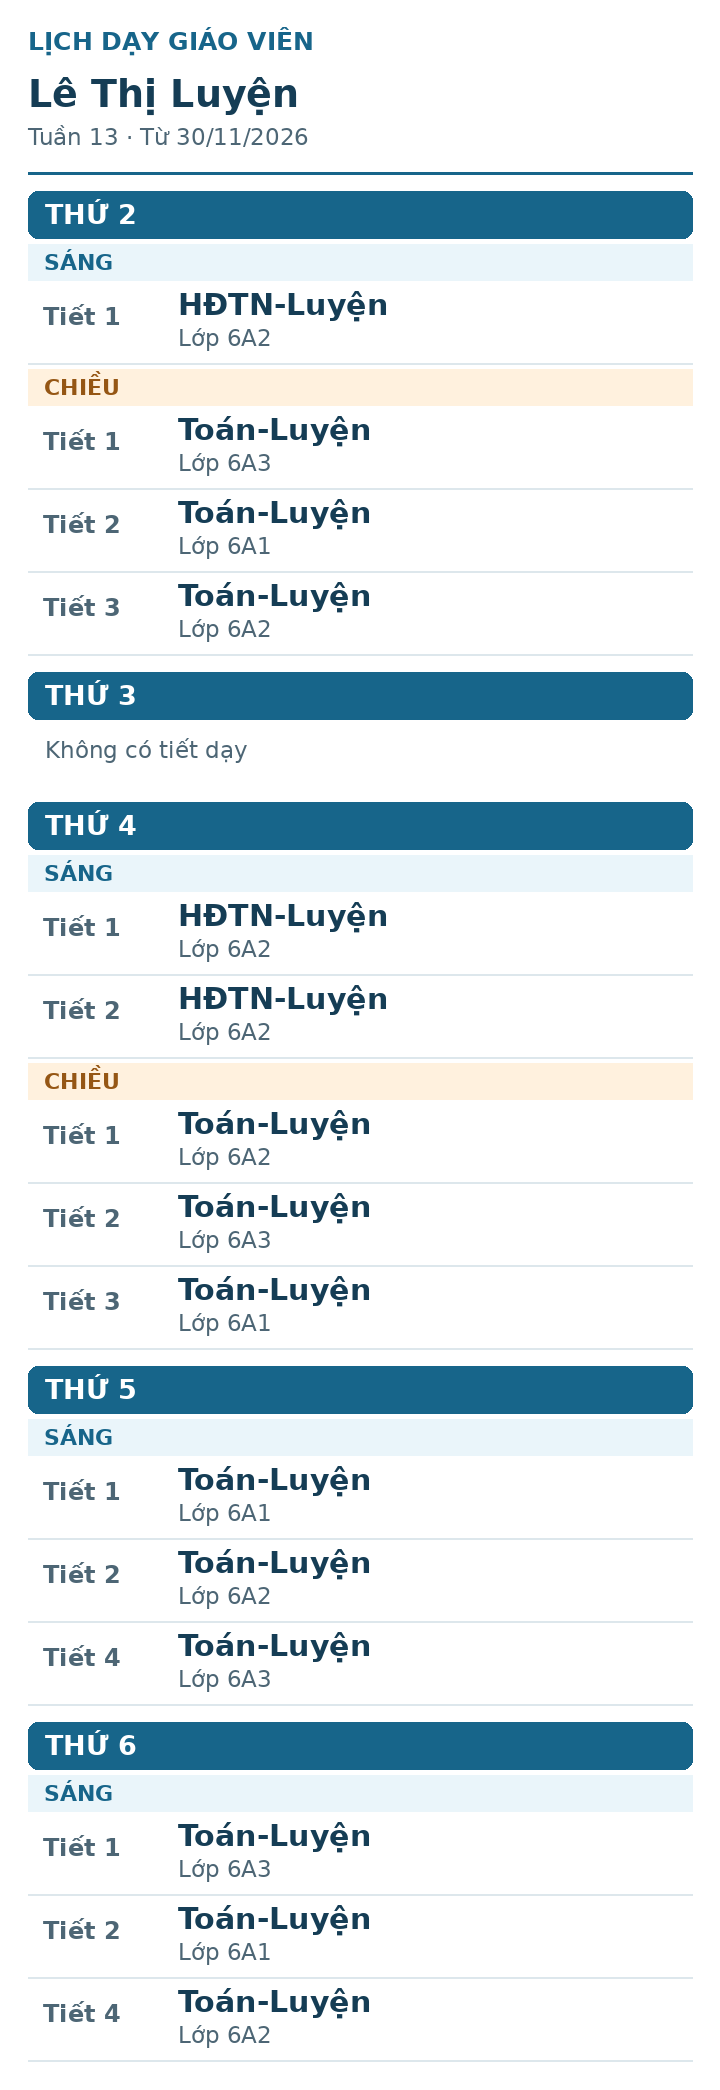 LỊCH DẠY GIÁO VIÊN
Lê Thị Luyện
Tuần 13 · Từ 30/11/2026
THỨ 2
SÁNG
Tiết 1 HĐTN-Luyện
Lớp 6A2
CHIỀU
Tiết 1 Toán-Luyện
Lớp 6A3
Tiết 2 Toán-Luyện
Lớp 6A1
Tiết 3 Toán-Luyện
Lớp 6A2
THỨ 3
Không có tiết dạy
THỨ 4
SÁNG
Tiết 1 HĐTN-Luyện
Lớp 6A2
Tiết 2 HĐTN-Luyện
Lớp 6A2
CHIỀU
Tiết 1 Toán-Luyện
Lớp 6A2
Tiết 2 Toán-Luyện
Lớp 6A3
Tiết 3 Toán-Luyện
Lớp 6A1
THỨ 5
SÁNG
Tiết 1 Toán-Luyện
Lớp 6A1
Tiết 2 Toán-Luyện
Lớp 6A2
Tiết 4 Toán-Luyện
Lớp 6A3
THỨ 6
SÁNG
Tiết 1 Toán-Luyện
Lớp 6A3
Tiết 2 Toán-Luyện
Lớp 6A1
Tiết 4 Toán-Luyện
Lớp 6A2